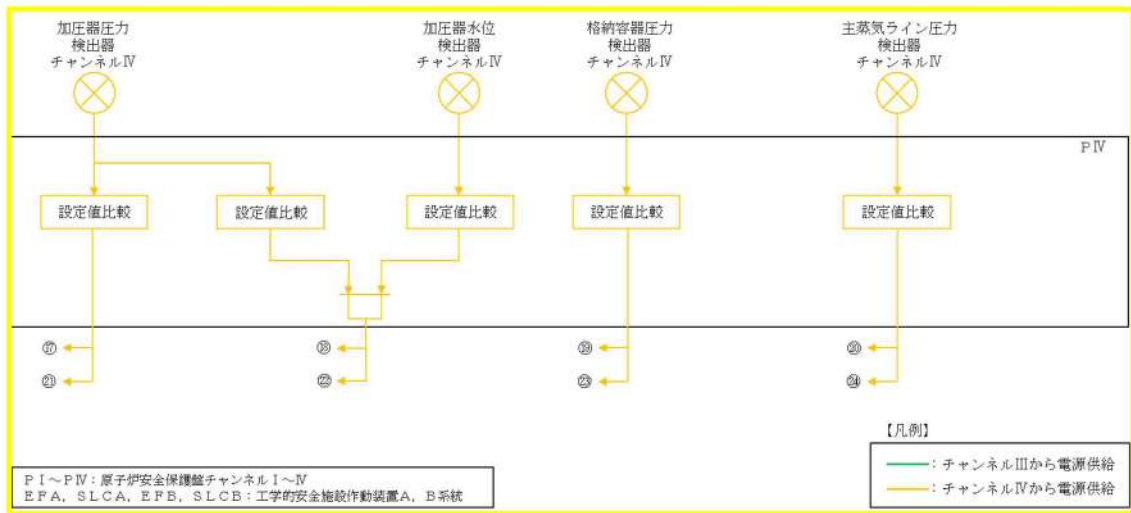 加圧器圧力
検出器
チャンネルⅣ
加圧器水位
検出器
チャンネルⅣ
格納容器圧力
検出器
チャンネルⅣ
主蒸気ライン圧力
検出器
チャンネルⅣ
PⅣ
設定値比較
設定値比較
設定値比較
設定値比較
設定値比較
⑰
⑱
⑲
⑳
㉑
㉒
㉓
㉔
【凡例】
:チャンネルⅢから電源供給
:チャンネルⅣから電源供給
PⅠ～PⅣ:原子炉安全保護盤チャンネルⅠ～Ⅳ
EFA,SLCA,EFB,SLCB:工学的安全施設作動装置A,B系統